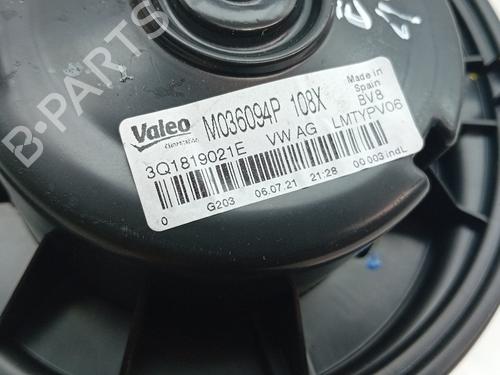 Valeo M036094P 108X Made in
Spain
3Q1819021E VW AG LMTYPV06 BV8
0 G203 06.07.21 21:28 00 003 indL
B-PARTS